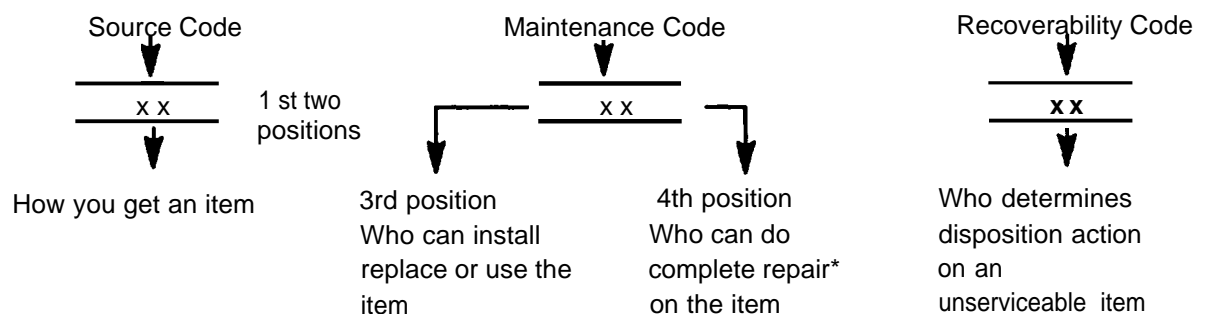 Source Code
x x
1 st two
positions
How you get an item
Maintenance Code
x x
3rd position
Who can install
replace or use the
item
4th position
Who can do
complete repair*
on the item
Recoverability Code
x x
Who determines
disposition action
on an
unserviceable item